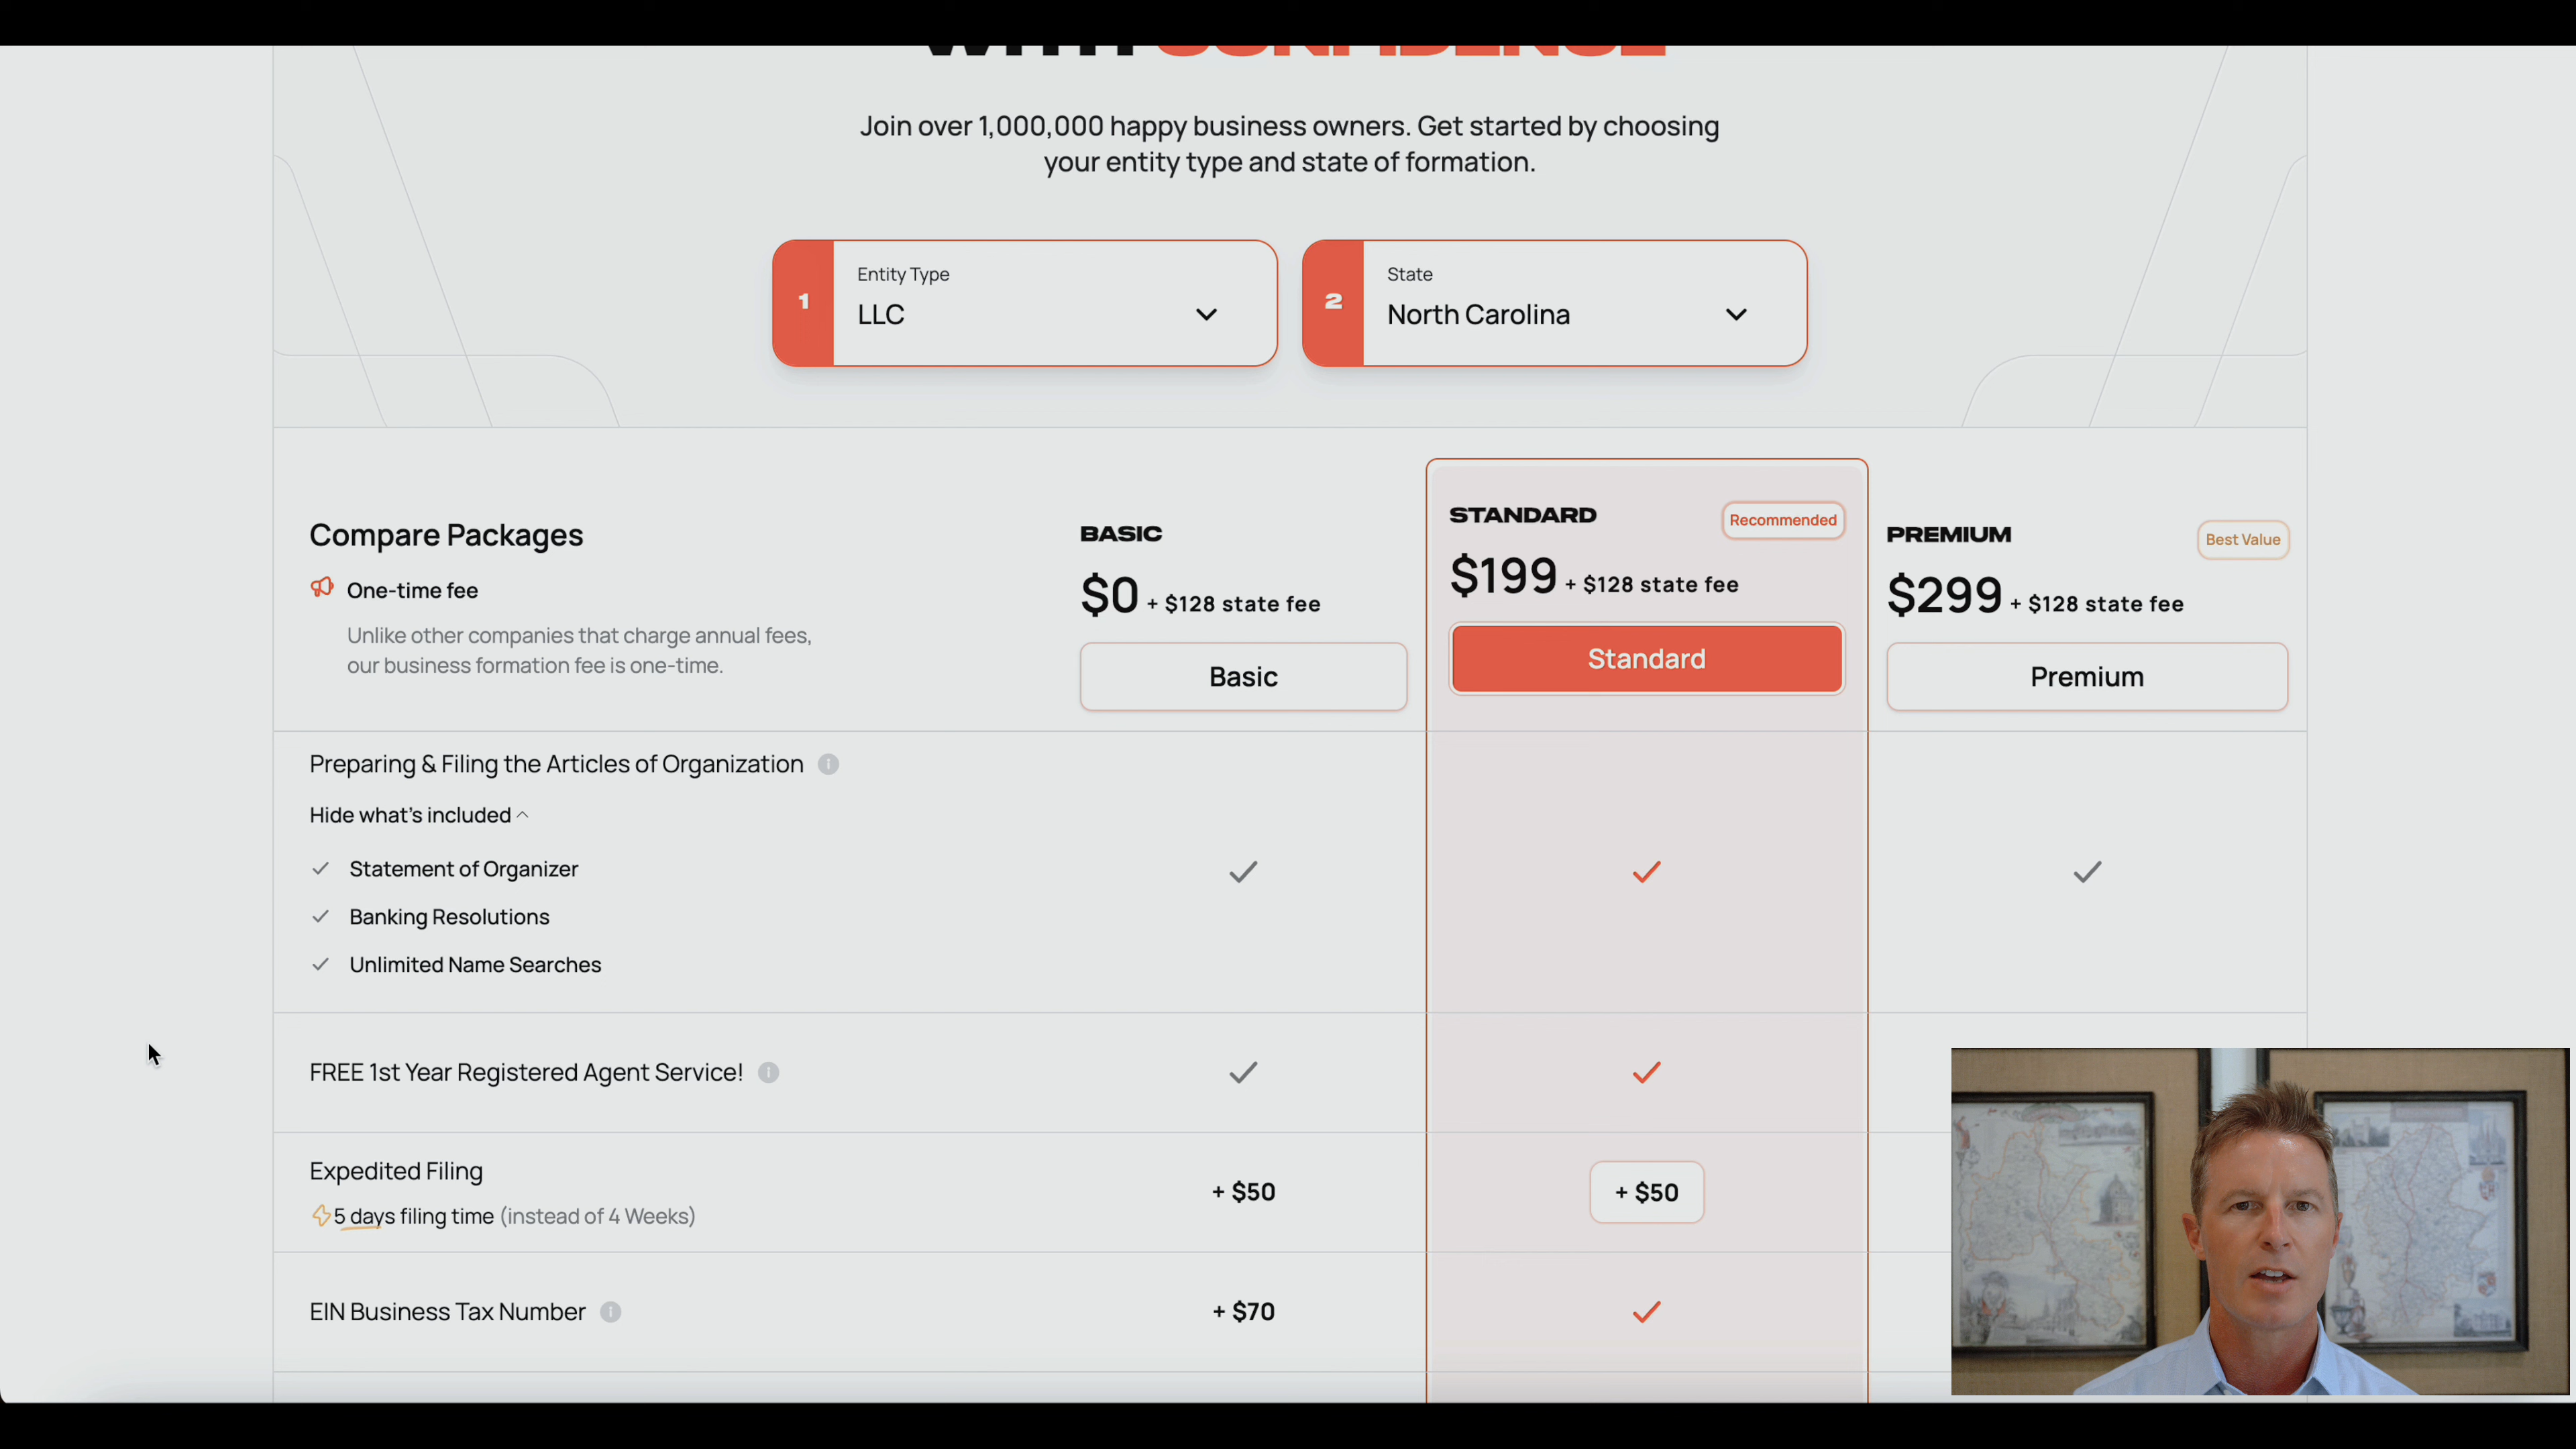 Join over 1,000,000 happy business owners. Get started by choosing
your entity type and state of formation.
1
Entity Type
LLC
2
State
North Carolina
Compare Packages
One-time fee
Unlike other companies that charge annual fees,
our business formation fee is one-time.
BASIC
$0 + $128 state fee
Basic
STANDARD
Recommended
$199 + $128 state fee
Standard
PREMIUM
Best Value
$299 + $128 state fee
Premium
Preparing & Filing the Articles of Organization
Hide what's included
Statement of Organizer
Banking Resolutions
Unlimited Name Searches
FREE 1st Year Registered Agent Service!
Expedited Filing
5 days filing time (instead of 4 Weeks)
+ $50
+ $50
EIN Business Tax Number
+ $70